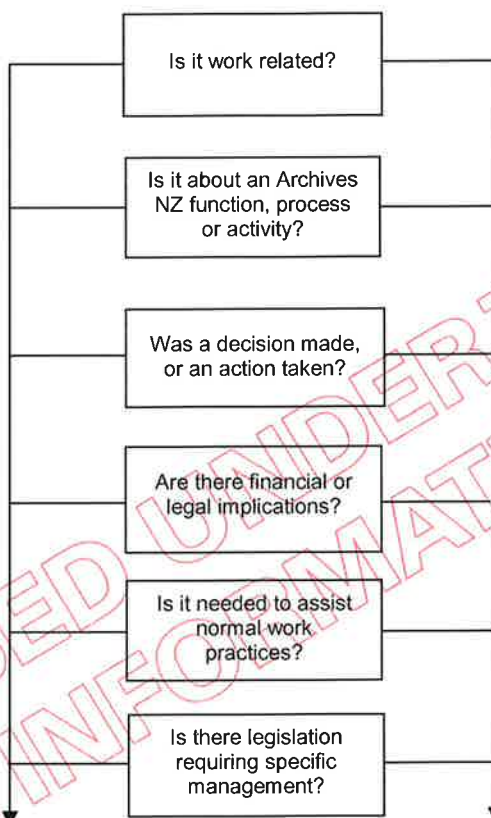 Is it work related?
Is it about an Archives
NZ function, process
or activity?
Was a decision made,
or an action taken?
Are there financial or
legal implications?
Is it needed to assist
normal work
practices?
Is there legislation
requiring specific
management?